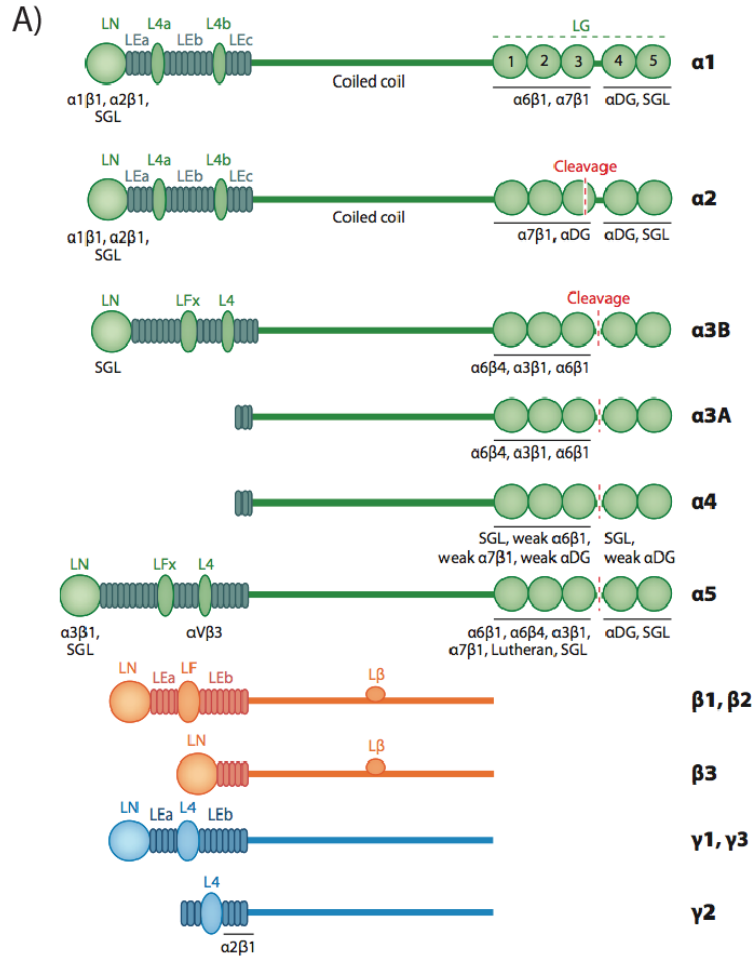 A)
LN L4a L4b LG
LEa LEb LEc
1 2 3 4 5 α1
Coiled coil
α1β1, α2β1,
SGL
α6β1, α7β1 αDG, SGL
LN L4a L4b Cleavage
LEa LEb LEc
α2
Coiled coil
α1β1, α2β1,
SGL
α7β1, αDG αDG, SGL
LN LFx L4 Cleavage
α3B
SGL
α6β4, α3β1, α6β1
α3A
α6β4, α3β1, α6β1
α4
SGL, weak α6β1,
weak α7β1, weak αDG
SGL,
weak αDG
LN LFx L4
α5
α3β1,
SGL
αVβ3
α6β1, α6β4, α3β1,
α7β1, Lutheran, SGL
αDG, SGL
LN LEa LF LEb Lβ
β1, β2
LN Lβ
β3
LN LEa L4 LEb
γ1, γ3
L4
γ2
α2β1